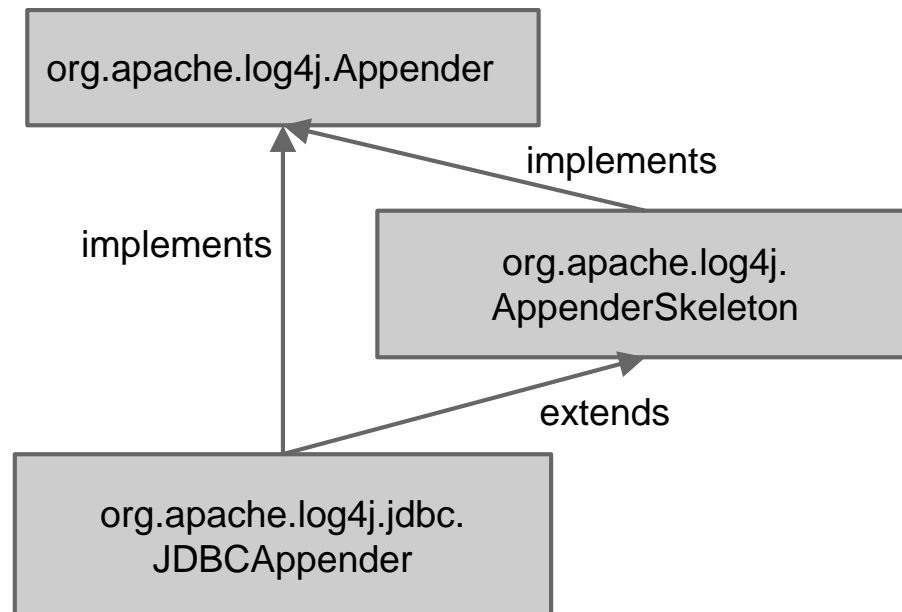 org.apache.log4j.Appender
implements
implements
org.apache.log4j.
AppenderSkeleton
extends
org.apache.log4j.jdbc.
JDBCAppender